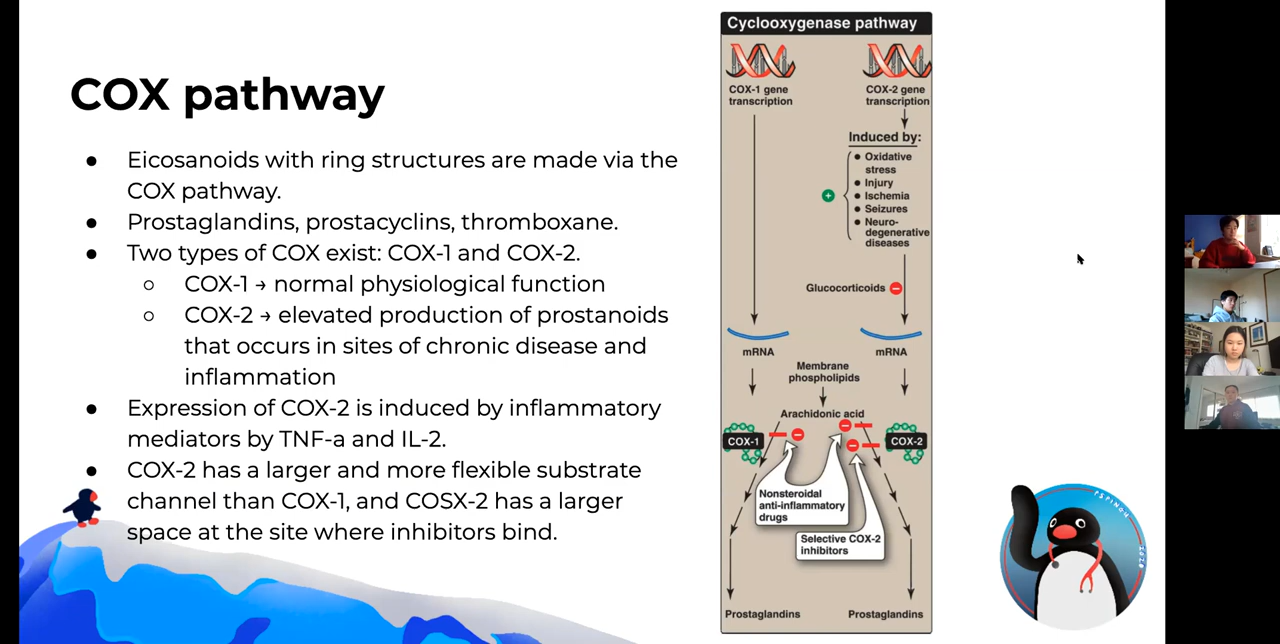 COX pathway
● Eicosanoids with ring structures are made via the
COX pathway.
● Prostaglandins, prostacyclins, thromboxane.
● Two types of COX exist: COX-1 and COX-2.
○ COX-1 → normal physiological function
○ COX-2 → elevated production of prostanoids
that occurs in sites of chronic disease and
inflammation
● Expression of COX-2 is induced by inflammatory
mediators by TNF-a and IL-2.
● COX-2 has a larger and more flexible substrate
channel than COX-1, and COSX-2 has a larger
space at the site where inhibitors bind.
Cyclooxygenase pathway
COX-1 gene
transcription
COX-2 gene
transcription
Induced by:
● Oxidative
stress
● Injury
● Ischemia
● Seizures
● Neuro-
degenerative
diseases
Glucocorticoids
mRNA
mRNA
Membrane
phospholipids
Arachidonic acid
COX-1
COX-2
Nonsteroidal
anti-inflammatory
drugs
Selective COX-2
inhibitors
Prostaglandins
Prostaglandins